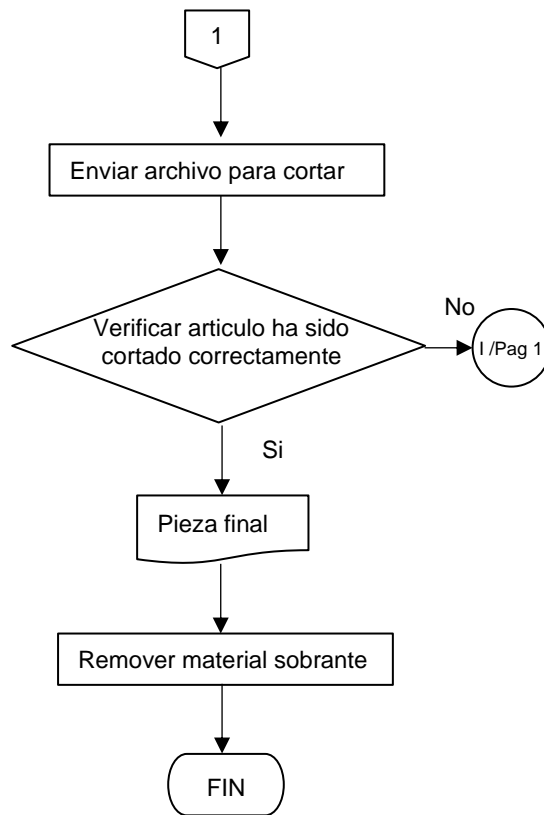 1
Enviar archivo para cortar
Verificar articulo ha sido
cortado correctamente
No
I /Pag 1
Si
Pieza final
Remover material sobrante
FIN